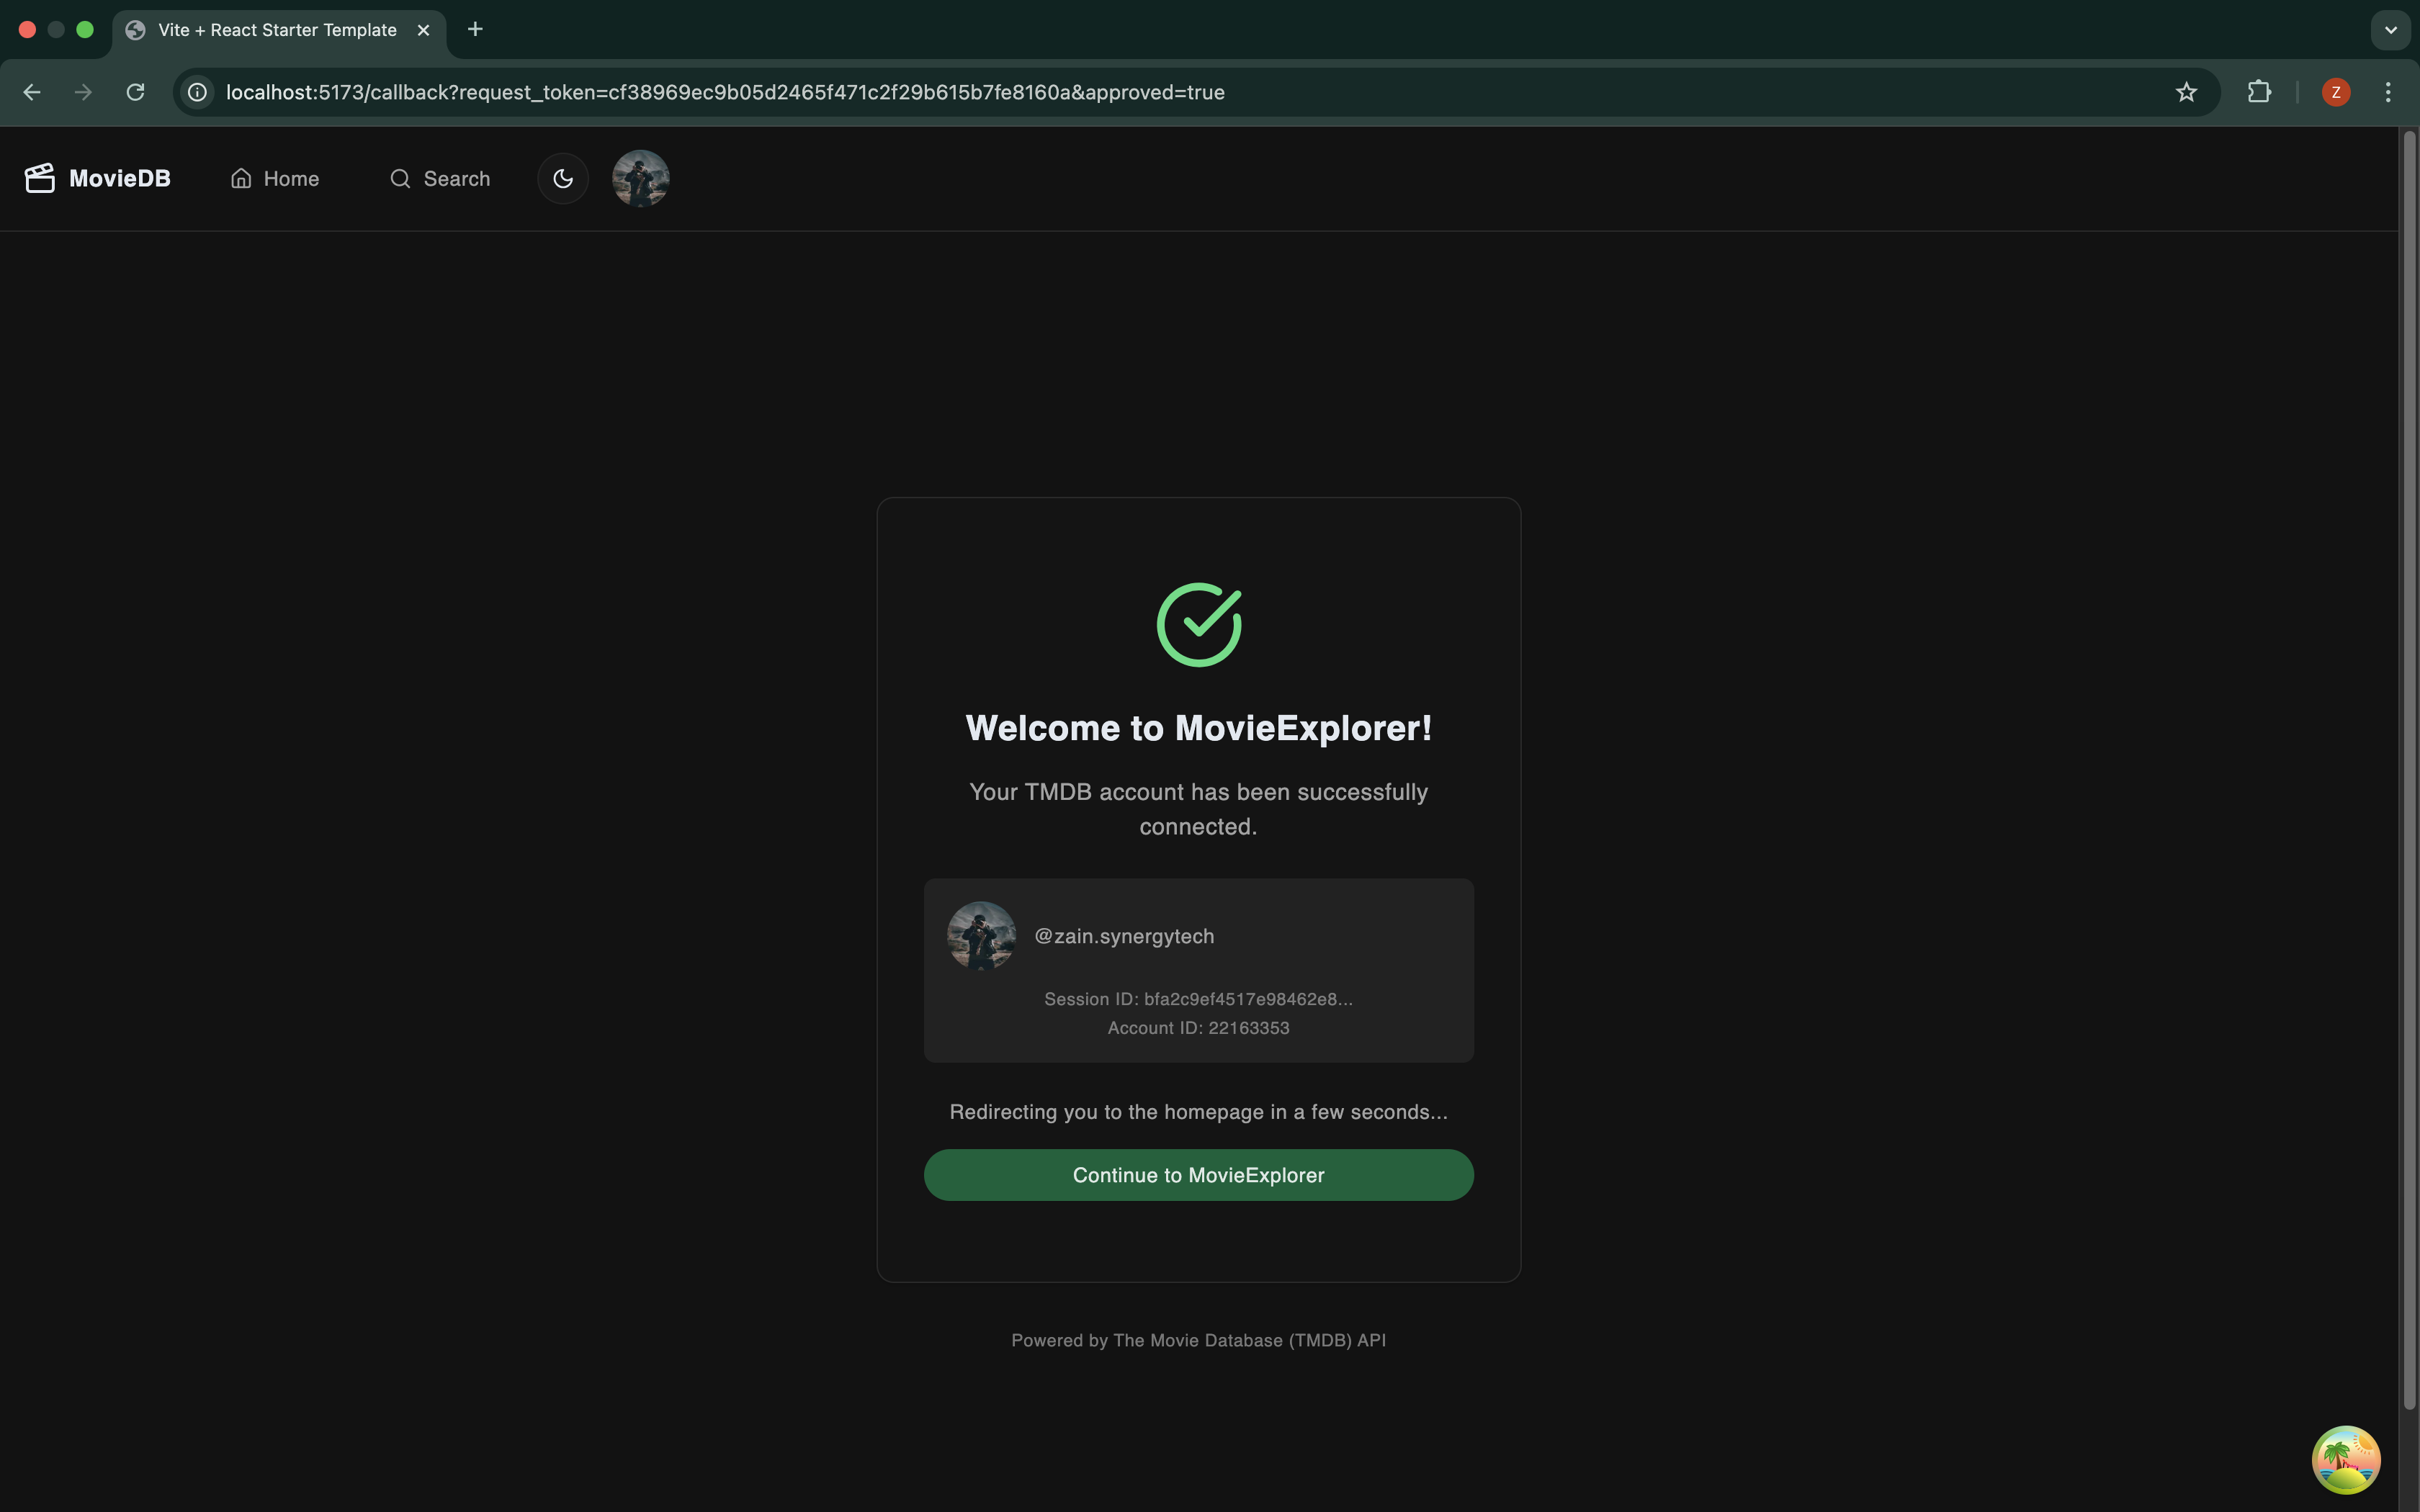 Vite + React Starter Template
localhost:5173/callback?request_token=cf38969ec9b05d2465f471c2f29b615b7fe8160a&approved=true
Z
MovieDB
Home
Search
Welcome to MovieExplorer!
Your TMDB account has been successfully
connected.
@zain.synergytech
Session ID: bfa2c9ef4517e98462e8...
Account ID: 22163353
Redirecting you to the homepage in a few seconds...
Continue to MovieExplorer
Powered by The Movie Database (TMDB) API